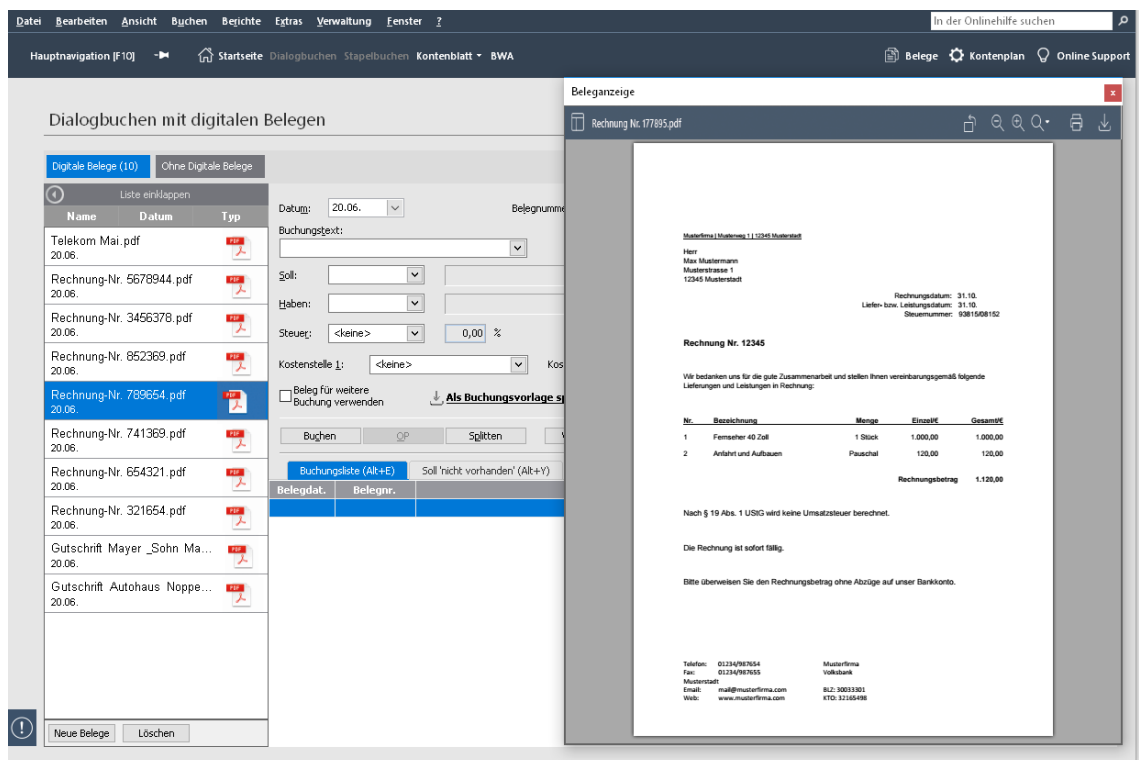 Datei Bearbeiten Ansicht Buchen Berichte Extras Verwaltung Fenster ?
In der Onlinehilfe suchen
Hauptnavigation [F10] Startseite Dialogbuchen Stapelbuchen Kontenblatt BWA
Belege Kontenplan Online Support
Dialogbuchen mit digitalen Belegen
Digitale Belege (10) Ohne Digitale Belege
Liste einklappen
Name Datum Typ
Telekom Mai.pdf
20.06.
Rechnung-Nr. 5678944.pdf
20.06.
Rechnung-Nr. 3456378.pdf
20.06.
Rechnung-Nr. 852369.pdf
20.06.
Rechnung-Nr. 789654.pdf
20.06.
Rechnung-Nr. 741369.pdf
20.06.
Rechnung-Nr. 654321.pdf
20.06.
Rechnung-Nr. 321654.pdf
20.06.
Gutschrift Mayer _Sohn Ma...
20.06.
Gutschrift Autohaus Noppe...
20.06.
Neue Belege Löschen
Datum: 20.06. Belegnumme
Buchungstext:
Soll:
Haben:
Steuer: <keine> 0,00 %
Kostenstelle 1: <keine> Kos
Beleg für weitere
Buchung verwenden
Als Buchungsvorlage sp
Buchen OP Splitten
Buchungsliste (Alt+E) Soll 'nicht vorhanden' (Alt+Y)
Belegdat. Belegnr.
Beleganzeige x
Rechnung Nr. 177895.pdf
Musterfirma | Musterweg 1 | 12345 Musterstadt
Herr
Max Mustermann
Musterstrasse 1
12345 Musterstadt
Rechnungsdatum: 31.10.
Liefer- bzw. Leistungsdatum: 31.10.
Steuernummer: 93815/08152
Rechnung Nr. 12345
Wir bedanken uns für die gute Zusammenarbeit und stellen Ihnen vereinbarungsgemäß folgende
Lieferungen und Leistungen in Rechnung:
Nr. Bezeichnung Menge Einzel/€ Gesamt/€
1 Fernseher 40 Zoll 1 Stück 1.000,00 1.000,00
2 Anfahrt und Aufbauen Pauschal 120,00 120,00
Rechnungsbetrag 1.120,00
Nach § 19 Abs. 1 UStG wird keine Umsatzsteuer berechnet.
Die Rechnung ist sofort fällig.
Bitte überweisen Sie den Rechnungsbetrag ohne Abzüge auf unser Bankkonto.
Telefon: 01234/987654 Musterfirma
Fax: 01234/987655 Volksbank
Musterstadt
Email: mail@musterfirma.com BLZ: 30033301
Web: www.musterfirma.com KTO: 32165498